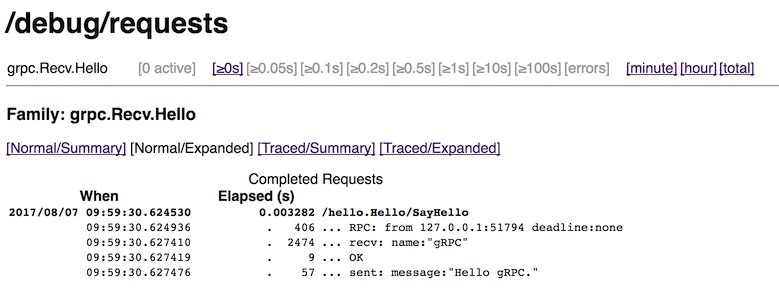 /debug/requests
grpc.Recv.Hello [0 active] [≥0s] [≥0.05s] [≥0.1s] [≥0.2s] [≥0.5s] [≥1s] [≥10s] [≥100s] [errors] [minute] [hour] [total]
Family: grpc.Recv.Hello
[Normal/Summary] [Normal/Expanded] [Traced/Summary] [Traced/Expanded]
Completed Requests
When Elapsed (s)
2017/08/07 09:59:30.624530 0.003282 /hello.Hello/SayHello
09:59:30.624936 . 406 ... RPC: from 127.0.0.1:51794 deadline:none
09:59:30.627410 . 2474 ... recv: name:"gRPC"
09:59:30.627419 . 9 ... OK
09:59:30.627476 . 57 ... sent: message:"Hello gRPC."